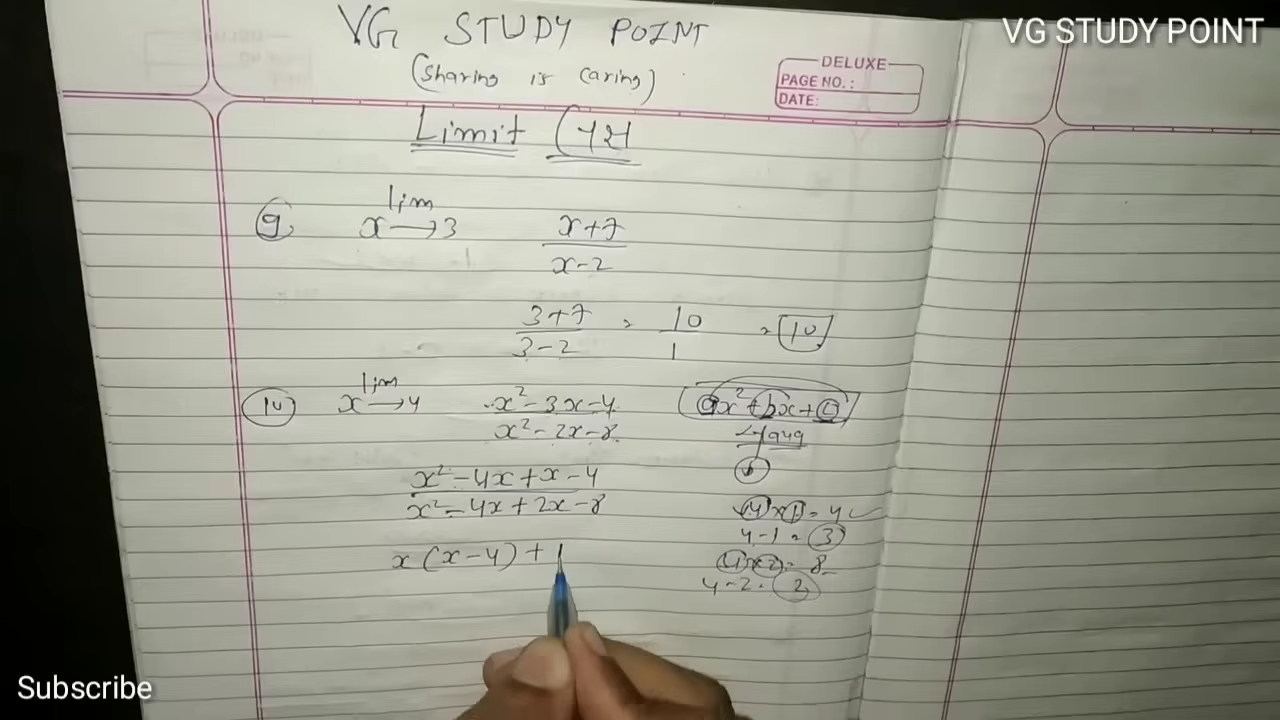 VG STUDY POINT
VG STUDY POINT
(sharing is caring)
DELUXE
PAGE NO. :
DATE:
Limit
9
lim
x → 3
x+7
x-2
3+7
3-2
10
1
10
10
lim
x → 4
x² - 3x - 4
x² - 2x - 8
ax² + bx + c
x² - 4x + x - 4
x² - 4x + 2x - 8
b
4 x 1 = 4
4 - 1 = 3
x (x - 4) + 1
4 x 2 = 8
4 - 2 = 2
Subscribe